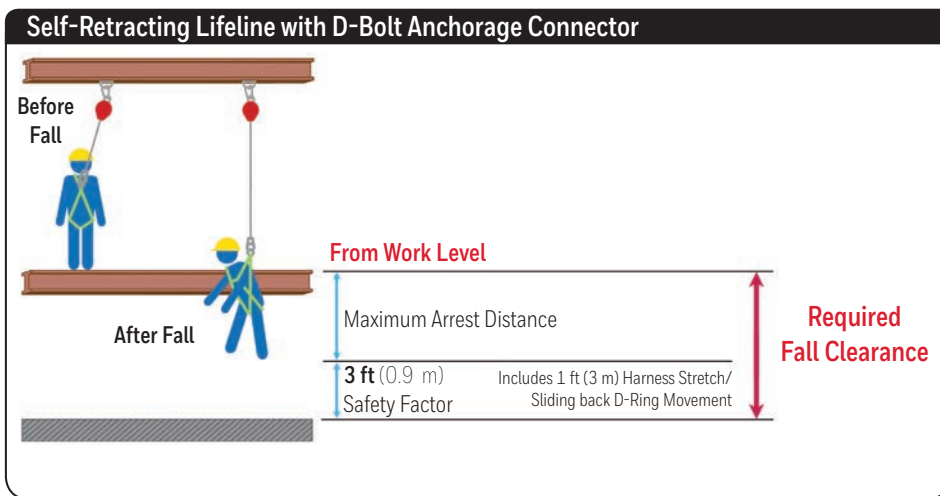 Self-Retracting Lifeline with D-Bolt Anchorage Connector
Before
Fall
From Work Level
After Fall
Maximum Arrest Distance
Required
Fall Clearance
3 ft (0.9 m)
Safety Factor
Includes 1 ft (3 m) Harness Stretch/
Sliding back D-Ring Movement